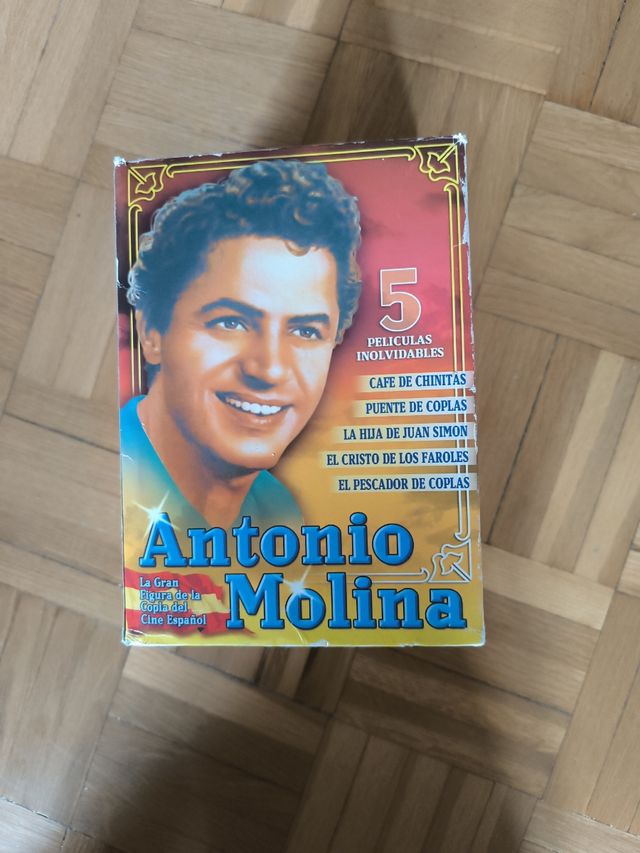 5
PELICULAS
INOLVIDABLES
CAFE DE CHINITAS
PUENTE DE COPLAS
LA HIJA DE JUAN SIMON
EL CRISTO DE LOS FAROLES
EL PESCADOR DE COPLAS
Antonio
Molina
La Gran
Figura de la
Copla del
Cine Español